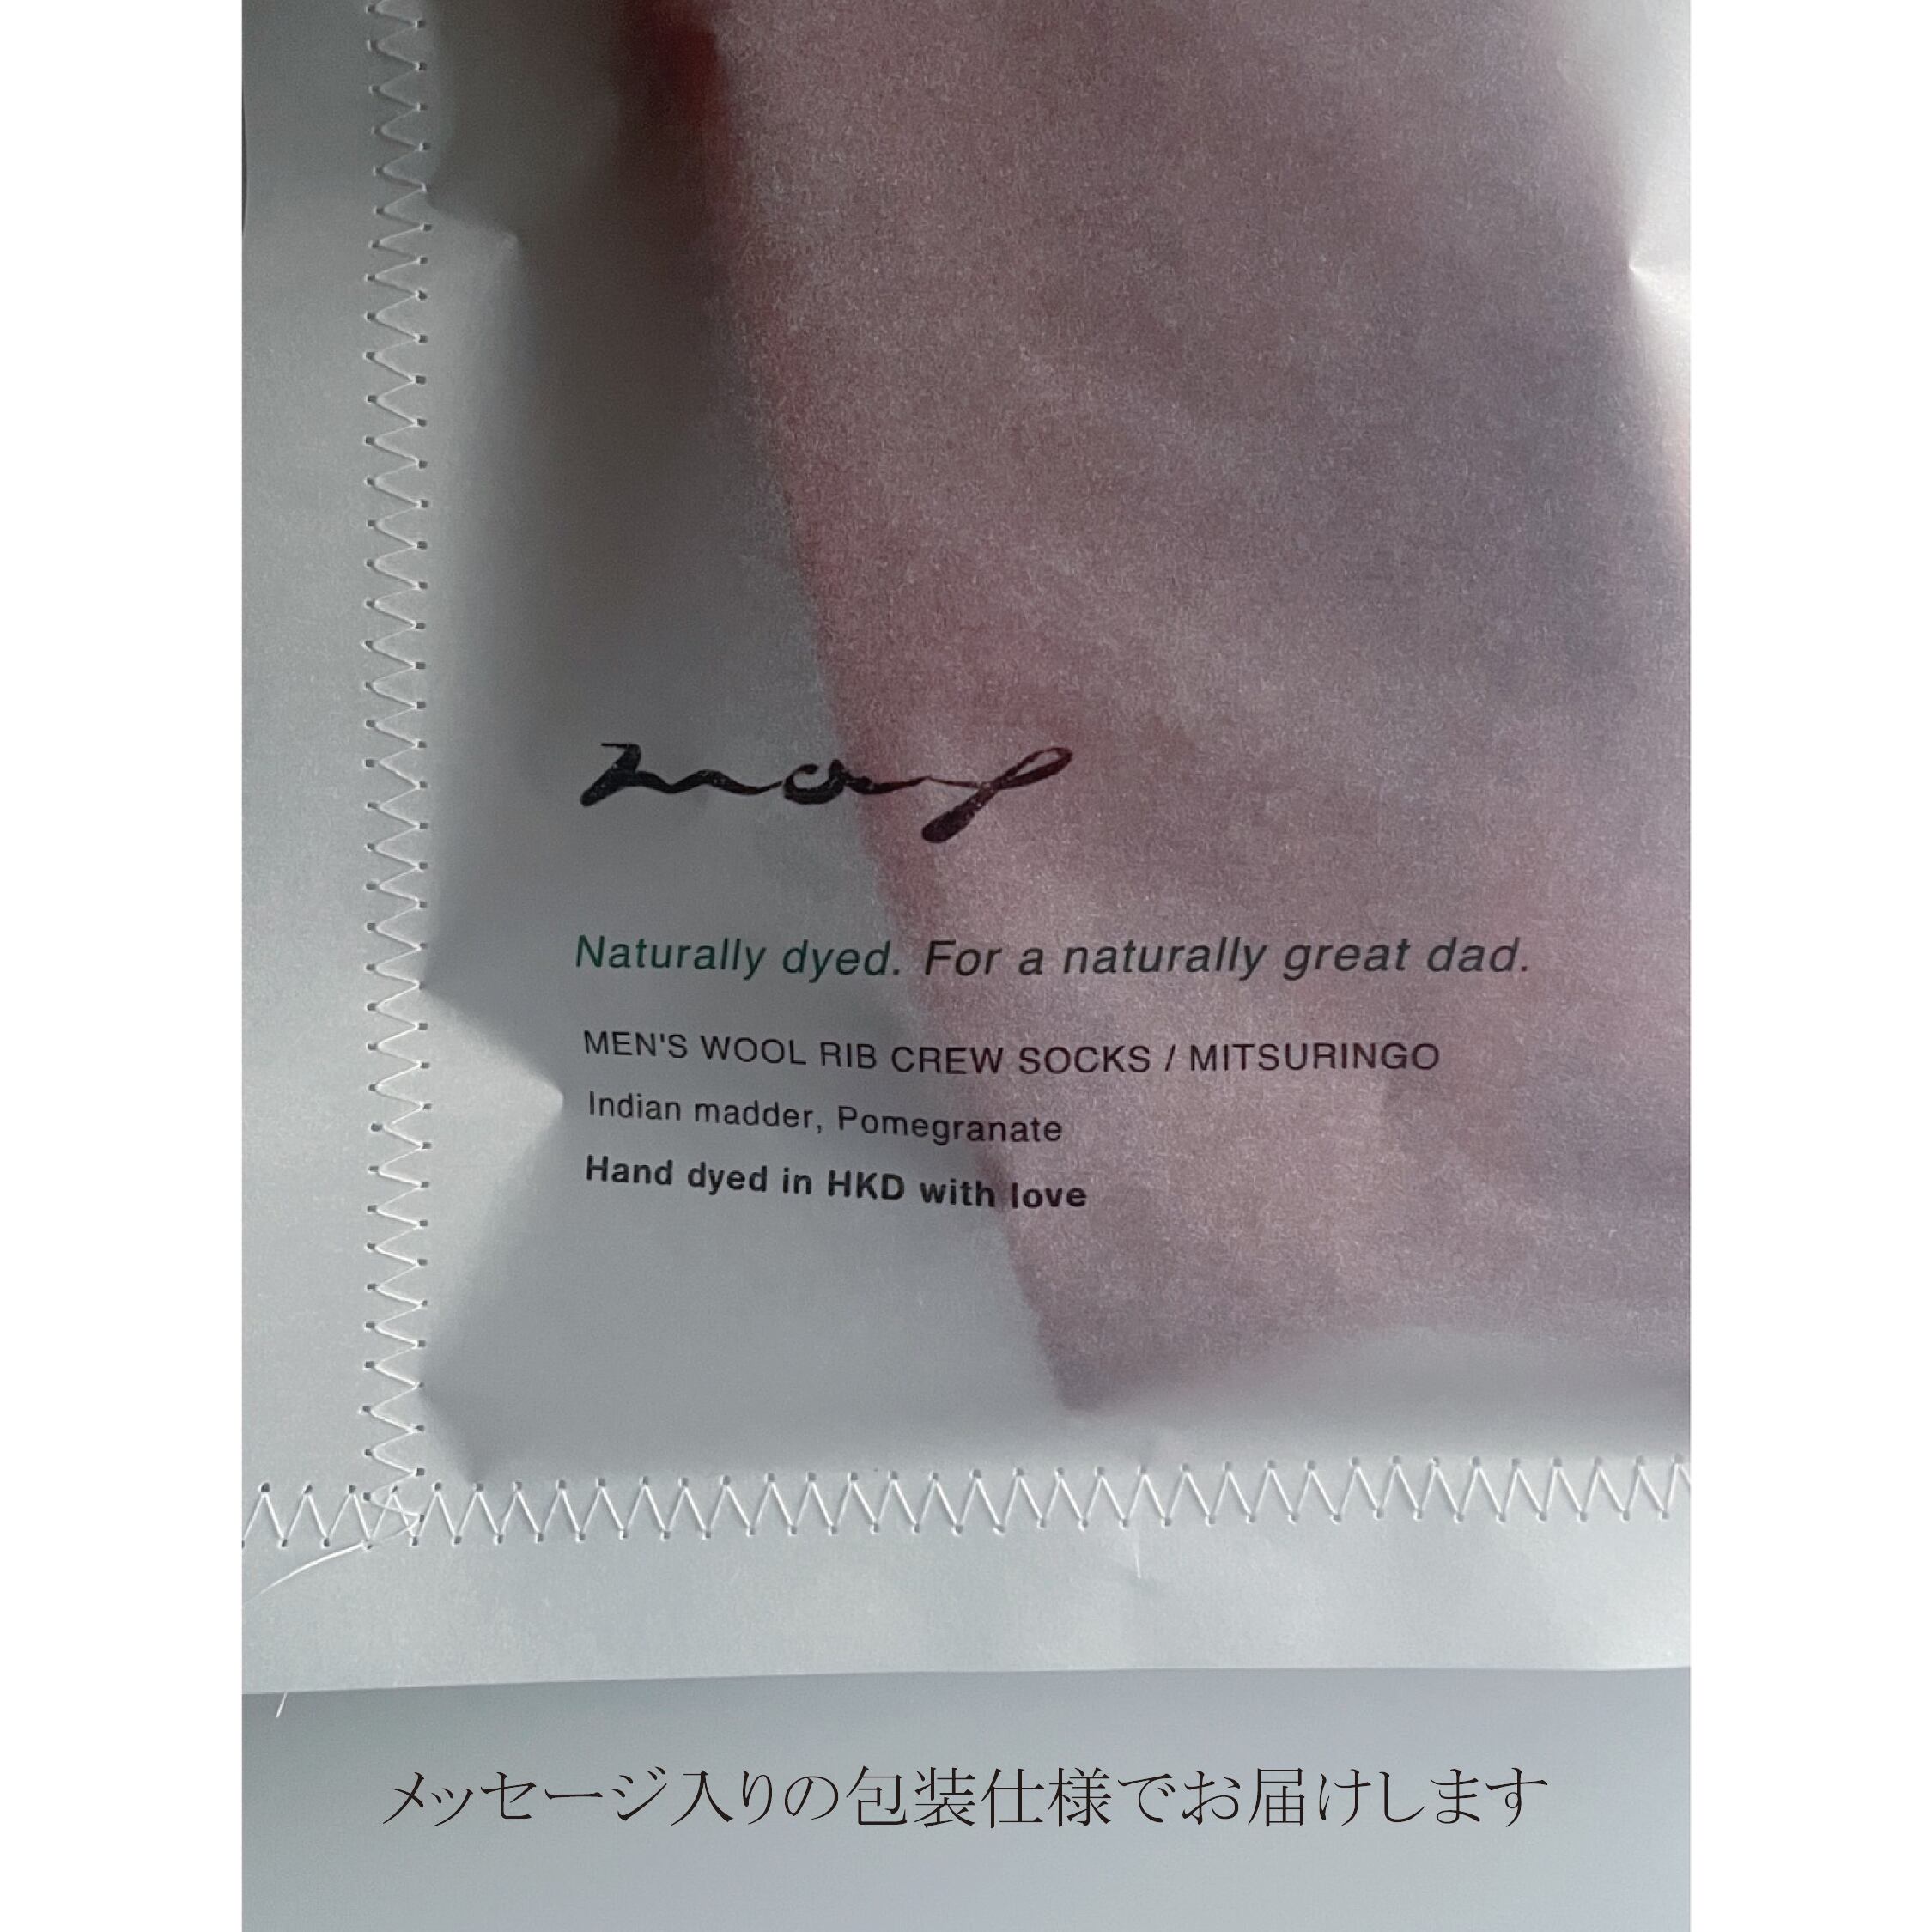 may
Naturally dyed. For a naturally great dad.
MEN'S WOOL RIB CREW SOCKS / MITSURINGO
Indian madder, Pomegranate
Hand dyed in HKD with love
メッセージ入りの包装仕様でお届けします